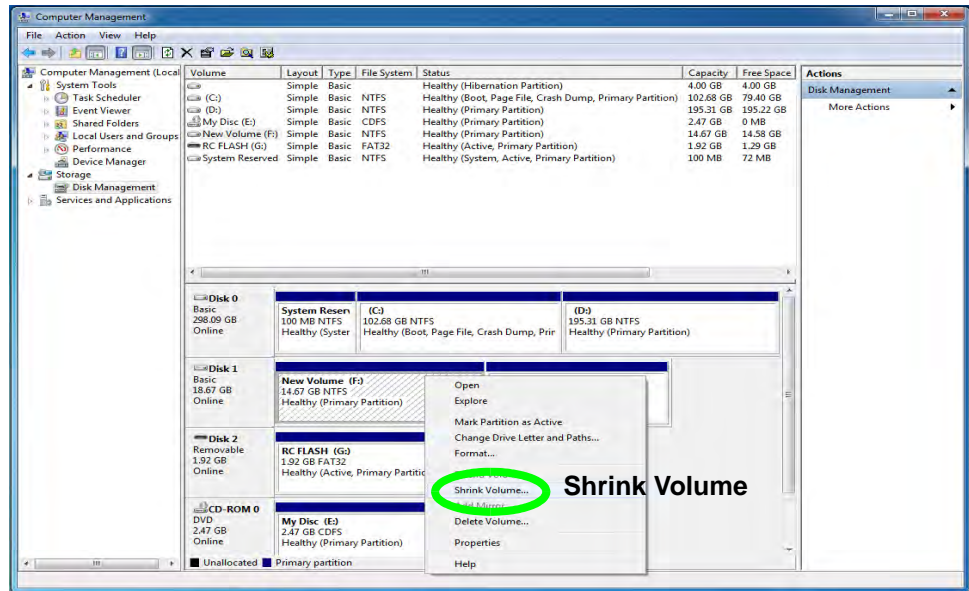 Computer Management
File Action View Help
Computer Management (Local
System Tools
Task Scheduler
Event Viewer
Shared Folders
Local Users and Groups
Performance
Device Manager
Storage
Disk Management
Services and Applications
Volume Layout Type File System Status Capacity Free Space
Simple Basic Healthy (Hibernation Partition) 4.00 GB 4.00 GB
(C:) Simple Basic NTFS Healthy (Boot, Page File, Crash Dump, Primary Partition) 102.68 GB 79.40 GB
(D:) Simple Basic NTFS Healthy (Primary Partition) 195.31 GB 195.22 GB
My Disc (E:) Simple Basic CDFS Healthy (Primary Partition) 2.47 GB 0 MB
New Volume (F:) Simple Basic NTFS Healthy (Primary Partition) 14.67 GB 14.58 GB
RC FLASH (G:) Simple Basic FAT32 Healthy (Active, Primary Partition) 1.92 GB 1.29 GB
System Reserved Simple Basic NTFS Healthy (System, Active, Primary Partition) 100 MB 72 MB
Actions
Disk Management
More Actions
Disk 0
Basic
298.09 GB
Online
System Reserv
100 MB NTFS
Healthy (Syster
(C:)
102.68 GB NTFS
Healthy (Boot, Page File, Crash Dump, Prir
(D:)
195.31 GB NTFS
Healthy (Primary Partition)
Disk 1
Basic
18.67 GB
Online
New Volume (F:)
14.67 GB NTFS
Healthy (Primary Partition)
Disk 2
Removable
1.92 GB
Online
RC FLASH (G:)
1.92 GB FAT32
Healthy (Active, Primary Partitic
CD-ROM 0
DVD
2.47 GB
Online
My Disc (E:)
2.47 GB CDFS
Healthy (Primary Partition)
Open
Explore
Mark Partition as Active
Change Drive Letter and Paths...
Format...
Shrink Volume...
Add Mirror...
Delete Volume...
Properties
Help
Shrink Volume
Unallocated Primary partition